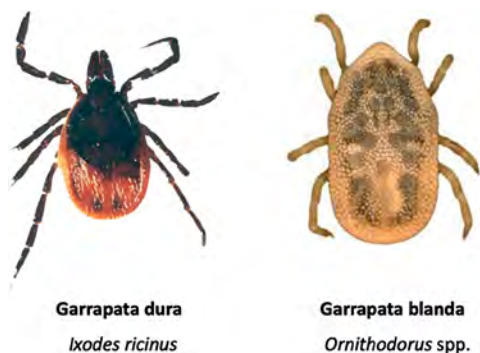 Garrapata dura
Garrapata blanda
Ixodes ricinus
Ornithodorus spp.